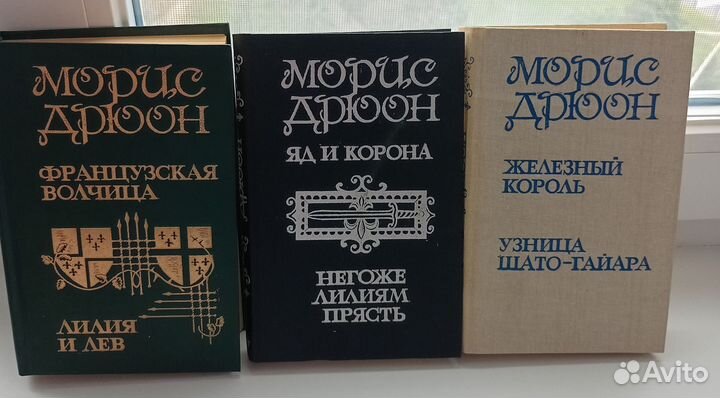 МОРИС
ДРЮОН
ФРАНЦУЗСКАЯ
ВОЛЧИЦА
ЛИЛИЯ
И ЛЕВ
МОРИС
ДРЮОН
ЯД И КОРОНА
НЕГОЖЕ
ЛИЛИЯМ
ПРЯСТЬ
МОРИС
ДРЮОН
ЖЕЛЕЗНЫЙ
КОРОЛЬ
УЗНИЦА
ШАТО-ГАЙАРА
Avito